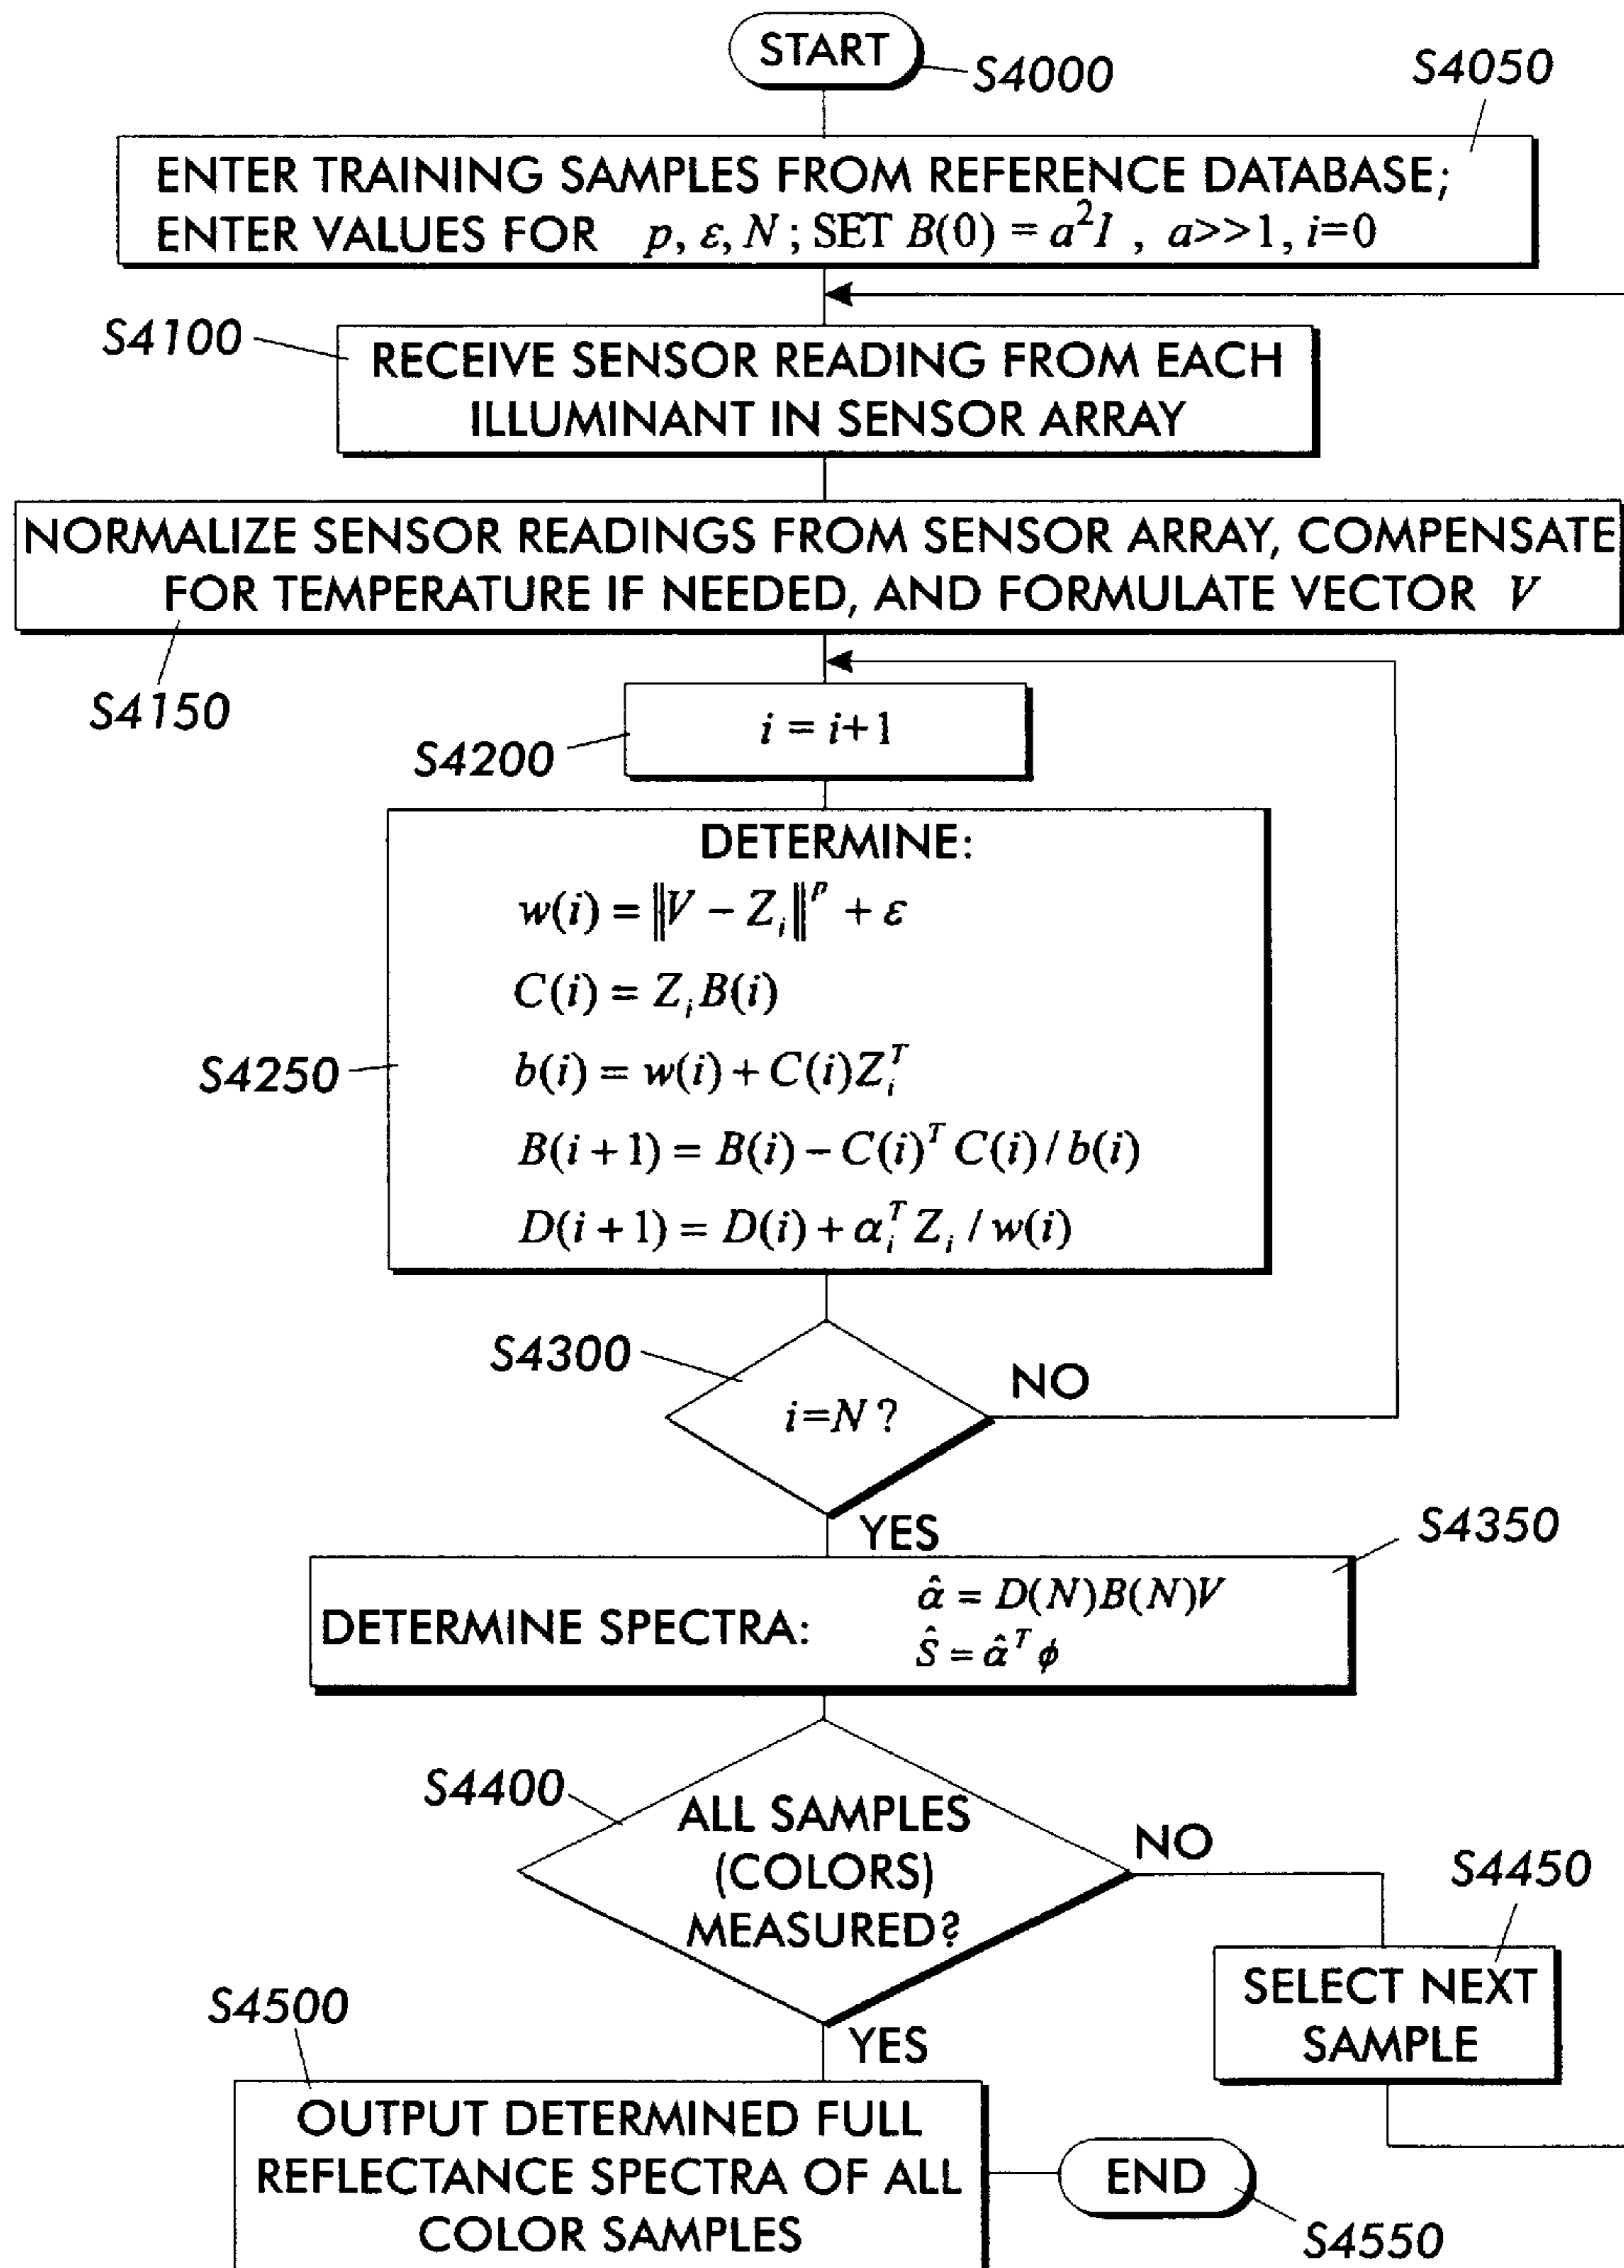 START
S4000
S4050
ENTER TRAINING SAMPLES FROM REFERENCE DATABASE;
ENTER VALUES FOR p, ε, N ; SET B(0) = a²I , a>>1, i=0
S4100
RECEIVE SENSOR READING FROM EACH
ILLUMINANT IN SENSOR ARRAY
NORMALIZE SENSOR READINGS FROM SENSOR ARRAY, COMPENSATE
FOR TEMPERATURE IF NEEDED, AND FORMULATE VECTOR V
S4150
i = i+1
S4200
DETERMINE:
w(i) = ‖V − Z_i‖^p + ε
C(i) = Z_i B(i)
S4250
b(i) = w(i) + C(i)Z_i^T
B(i + 1) = B(i) − C(i)^T C(i) / b(i)
D(i + 1) = D(i) + α_i^T Z_i / w(i)
S4300
NO
i=N ?
YES
S4350
DETERMINE SPECTRA:
α̂ = D(N)B(N)V
Ŝ = α̂^T ϕ
S4400
ALL SAMPLES
(COLORS)
MEASURED?
NO
S4450
SELECT NEXT
SAMPLE
YES
S4500
OUTPUT DETERMINED FULL
REFLECTANCE SPECTRA OF ALL
COLOR SAMPLES
END
S4550